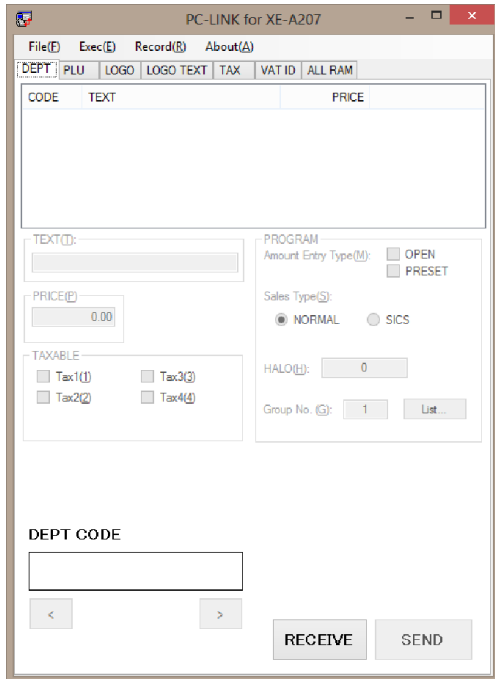 PC-LINK for XE-A207
File(F) Exec(E) Record(R) About(A)
DEPT PLU LOGO LOGO TEXT TAX VAT ID ALL RAM
CODE TEXT PRICE
TEXT(T):
PRICE(P)
0.00
TAXABLE
Tax1(1) Tax3(3)
Tax2(2) Tax4(4)
PROGRAM
Amount Entry Type(M): OPEN
PRESET
Sales Type(S):
NORMAL SICS
HALO(H): 0
Group No. (G): 1 List...
DEPT CODE
< >
RECEIVE SEND